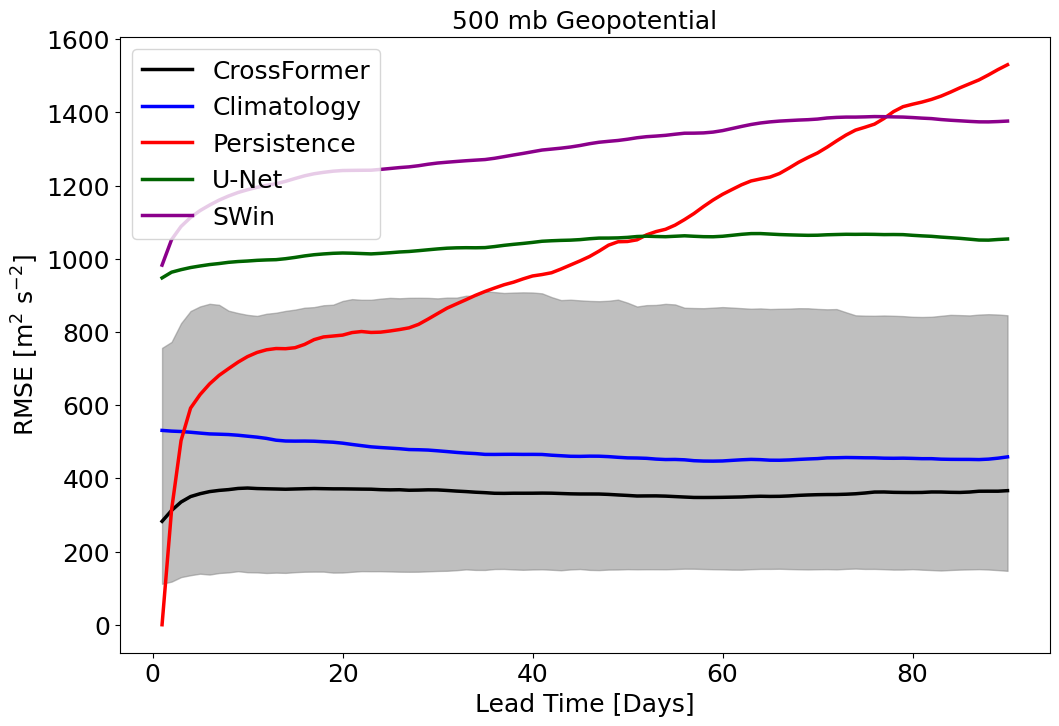 500 mb Geopotential
1600
1400
1200
1000
800
600
400
200
0
RMSE [m² s⁻²]
CrossFormer
Climatology
Persistence
U-Net
SWin
0 20 40 60 80
Lead Time [Days]